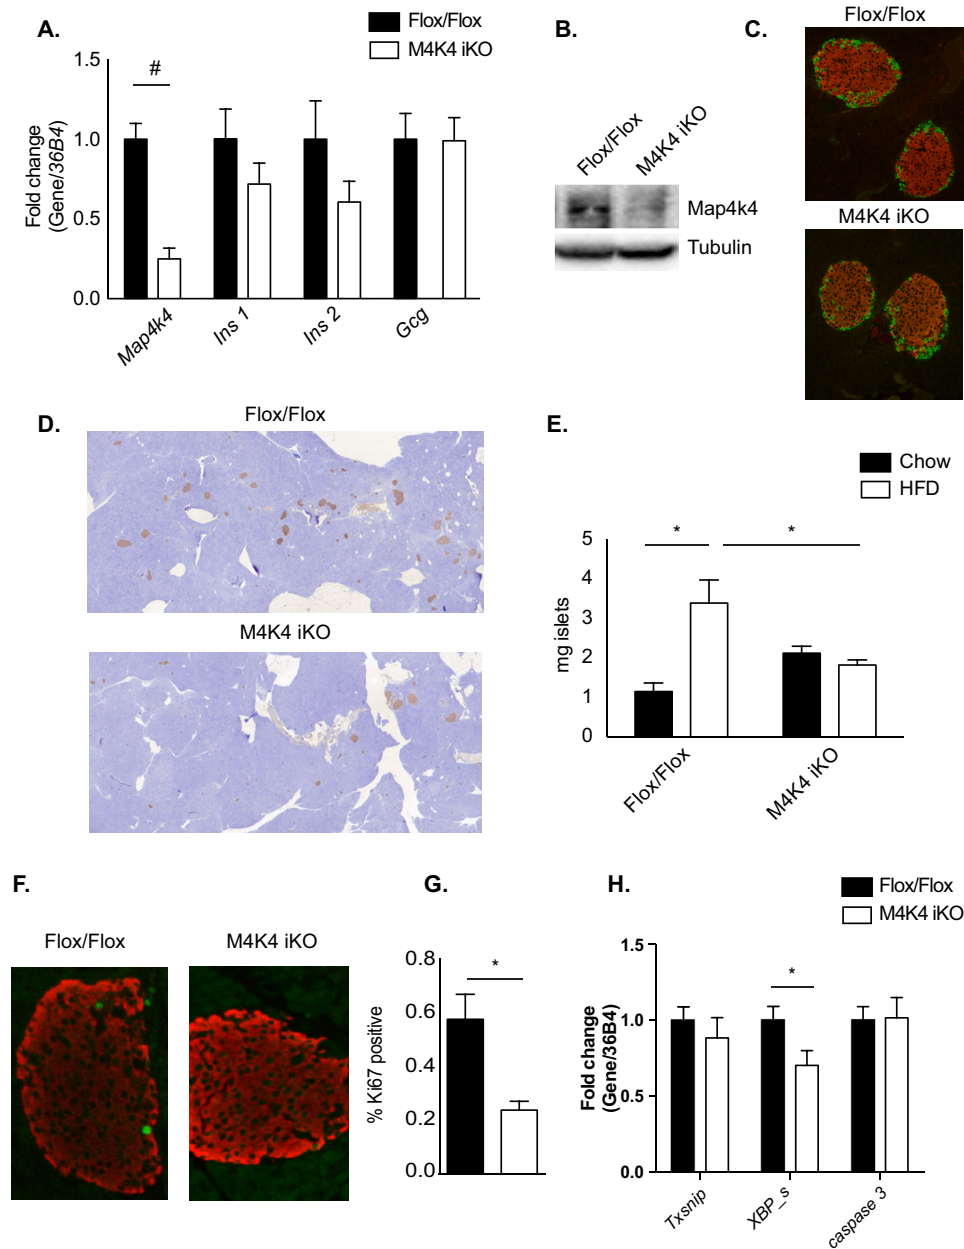 A.
Flox/Flox
M4K4 iKO
Fold change
(Gene/36B4)
1.5
1.0
0.5
0.0
#
Map4k4
Ins 1
Ins 2
Gcg
B.
Flox/Flox
M4K4 iKO
Map4k4
Tubulin
C.
Flox/Flox
M4K4 iKO
D.
Flox/Flox
M4K4 iKO
E.
Chow
HFD
mg islets
5
4
3
2
1
0
*
*
Flox/Flox
M4K4 iKO
F.
Flox/Flox
M4K4 iKO
G.
% Ki67 positive
0.8
0.6
0.4
0.2
0.0
*
H.
Flox/Flox
M4K4 iKO
Fold change
(Gene/36B4)
1.5
1.0
0.5
0.0
*
Txsnip
XBP_s
caspase 3